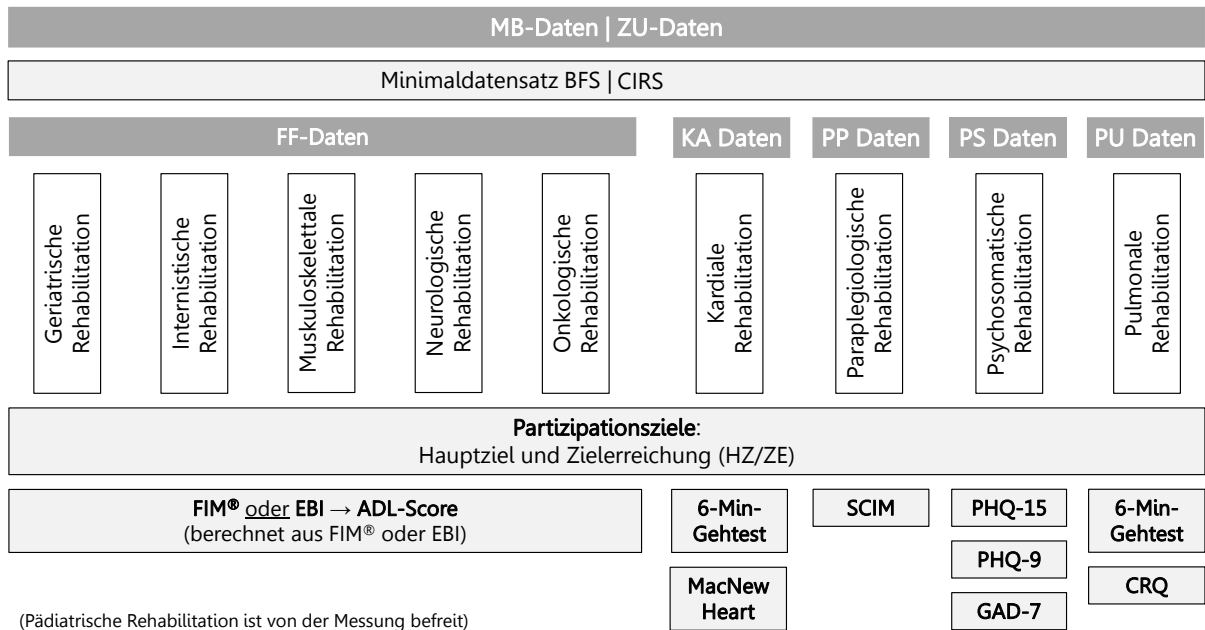 MB-Daten | ZU-Daten
Minimaldatensatz BFS | CIRS
FF-Daten
KA Daten
PP Daten
PS Daten
PU Daten
Geriatrische
Rehabilitation
Internistische
Rehabilitation
Muskuloskelettale
Rehabilitation
Neurologische
Rehabilitation
Onkologische
Rehabilitation
Kardiale
Rehabilitation
Paraplegiologische
Rehabilitation
Psychosomatische
Rehabilitation
Pulmonale
Rehabilitation
Partizipationsziele:
Hauptziel und Zielerreichung (HZ/ZE)
FIM® oder EBI → ADL-Score
(berechnet aus FIM® oder EBI)
6-Min-
Gehtest
MacNew
Heart
SCIM
PHQ-15
PHQ-9
GAD-7
6-Min-
Gehtest
CRQ
(Pädiatrische Rehabilitation ist von der Messung befreit)